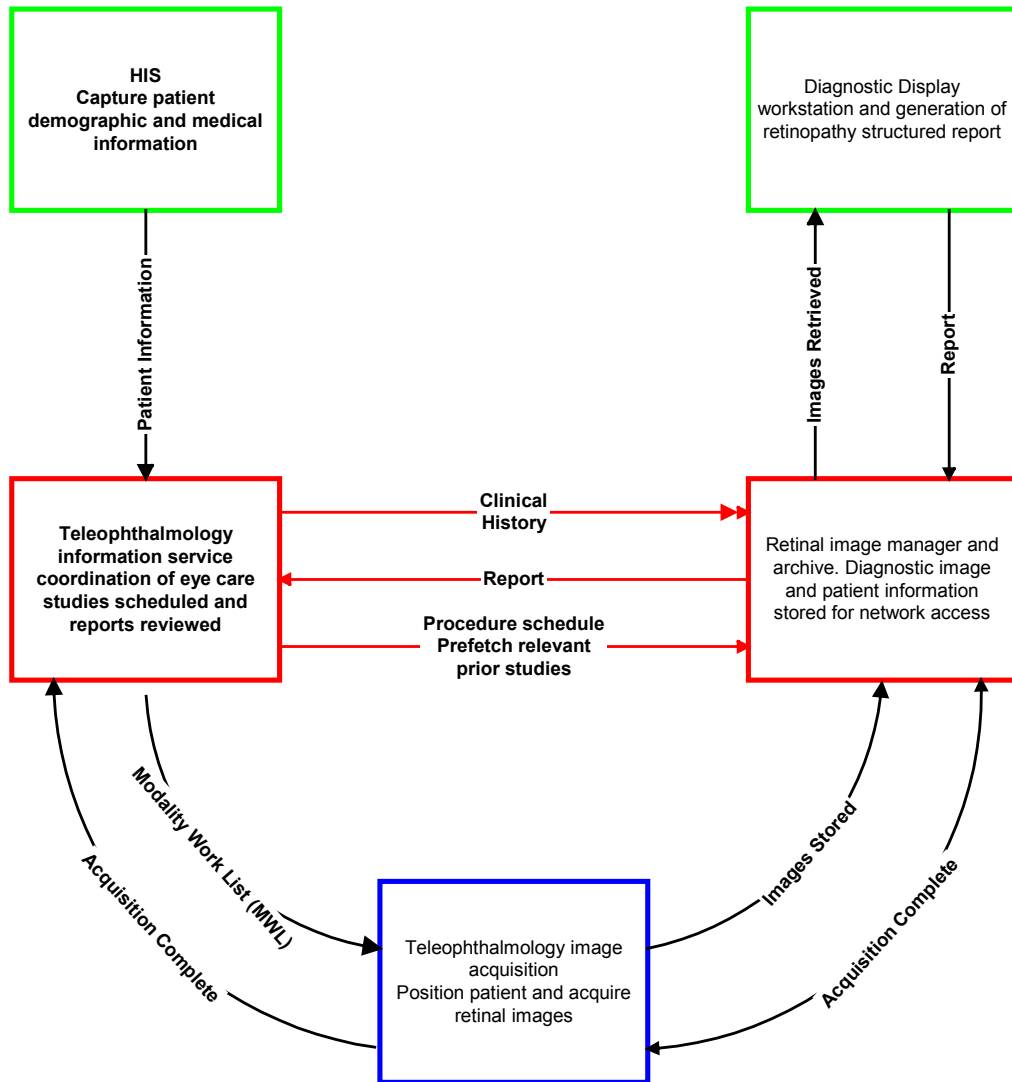 HIS
Capture patient
demographic and medical
information
Diagnostic Display
workstation and generation of
retinopathy structured report
Patient Information
Images Retrieved
Report
Teleophthalmology
information service
coordination of eye care
studies scheduled and
reports reviewed
Clinical
History
Report
Procedure schedule
Prefetch relevant
prior studies
Retinal image manager and
archive. Diagnostic image
and patient information
stored for network access
Modality Work List (MWL)
Acquisition Complete
Images Stored
Acquisition Complete
Teleophthalmology image
acquisition
Position patient and acquire
retinal images